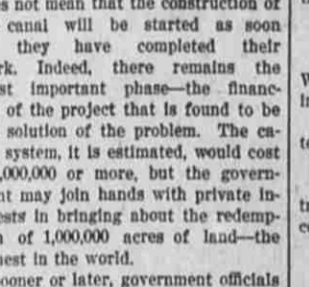 es not mean that the construction of
canal will be started as soon
they have completed their
rk. Indeed, there remains the
st important phase—the financ-
of the project that is found to be
solution of the problem. The ca-
system, it is estimated, would cost
,000,000 or more, but the govern-
nt may join hands with private in-
ests in bringing about the redemp-
n of 1,000,000 acres of land—the
hest in the world.
ooner or later, government officials